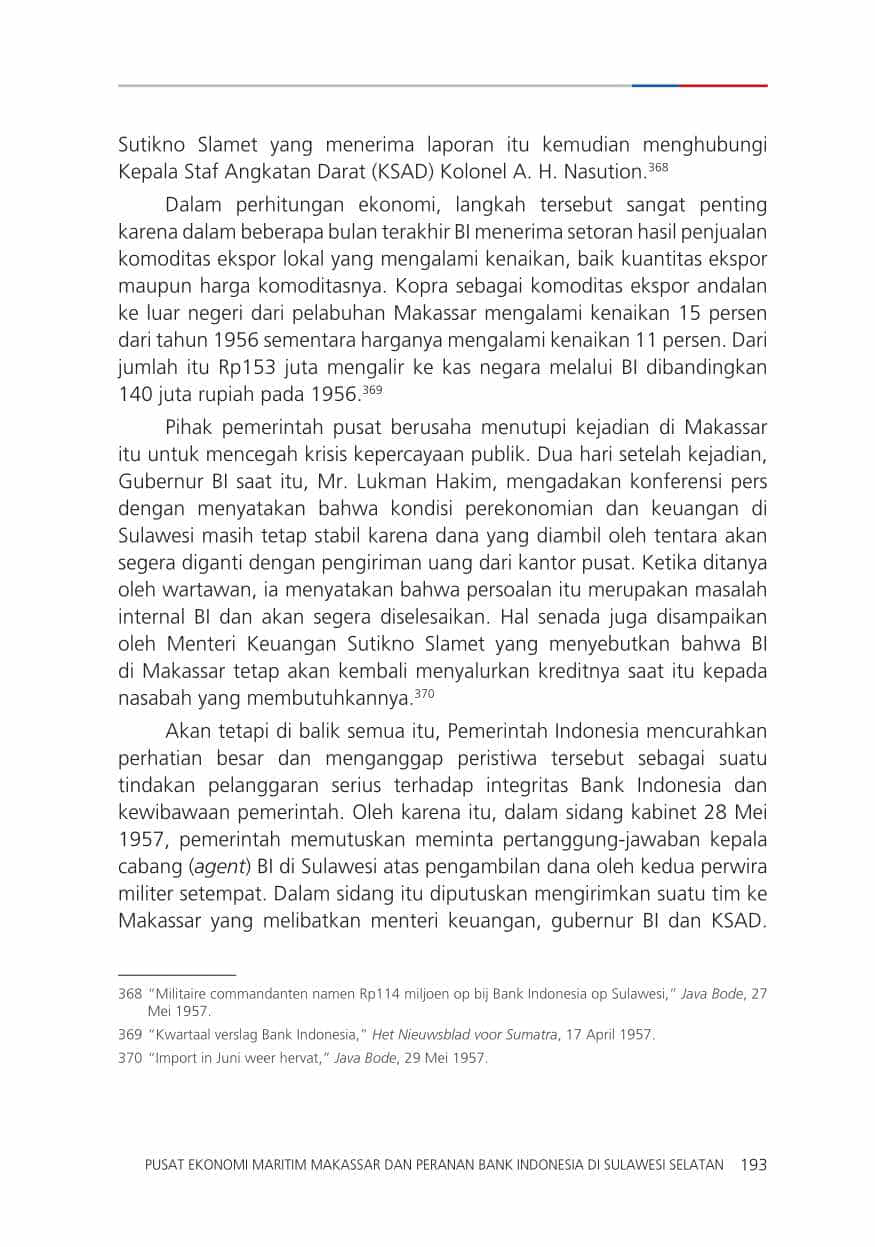 Sutikno Slamet yang menerima laporan itu kemudian menghubungi
Kepala Staf Angkatan Darat (KSAD) Kolonel A. H. Nasution.368
Dalam perhitungan ekonomi, langkah tersebut sangat penting
karena dalam beberapa bulan terakhir BI menerima setoran hasil penjualan
komoditas ekspor lokal yang mengalami kenaikan, baik kuantitas ekspor
maupun harga komoditasnya. Kopra sebagai komoditas ekspor andalan
ke luar negeri dari pelabuhan Makassar mengalami kenaikan 15 persen
dari tahun 1956 sementara harganya mengalami kenaikan 11 persen. Dari
jumlah itu Rp153 juta mengalir ke kas negara melalui BI dibandingkan
140 juta rupiah pada 1956.369
Pihak pemerintah pusat berusaha menutupi kejadian di Makassar
itu untuk mencegah krisis kepercayaan publik. Dua hari setelah kejadian,
Gubernur BI saat itu, Mr. Lukman Hakim, mengadakan konferensi pers
dengan menyatakan bahwa kondisi perekonomian dan keuangan di
Sulawesi masih tetap stabil karena dana yang diambil oleh tentara akan
segera diganti dengan pengiriman uang dari kantor pusat. Ketika ditanya
oleh wartawan, ia menyatakan bahwa persoalan itu merupakan masalah
internal BI dan akan segera diselesaikan. Hal senada juga disampaikan
oleh Menteri Keuangan Sutikno Slamet yang menyebutkan bahwa BI
di Makassar tetap akan kembali menyalurkan kreditnya saat itu kepada
nasabah yang membutuhkannya.370
Akan tetapi di balik semua itu, Pemerintah Indonesia mencurahkan
perhatian besar dan menganggap peristiwa tersebut sebagai suatu
tindakan pelanggaran serius terhadap integritas Bank Indonesia dan
kewibawaan pemerintah. Oleh karena itu, dalam sidang kabinet 28 Mei
1957, pemerintah memutuskan meminta pertanggung-jawaban kepala
cabang (agent) BI di Sulawesi atas pengambilan dana oleh kedua perwira
militer setempat. Dalam sidang itu diputuskan mengirimkan suatu tim ke
Makassar yang melibatkan menteri keuangan, gubernur BI dan KSAD.
368 “Militaire commandanten namen Rp114 miljoen op bij Bank Indonesia op Sulawesi,” Java Bode, 27
Mei 1957.
369 “Kwartaal verslag Bank Indonesia,” Het Nieuwsblad voor Sumatra, 17 April 1957.
370 “Import in Juni weer hervat,” Java Bode, 29 Mei 1957.
PUSAT EKONOMI MARITIM MAKASSAR DAN PERANAN BANK INDONESIA DI SULAWESI SELATAN 193